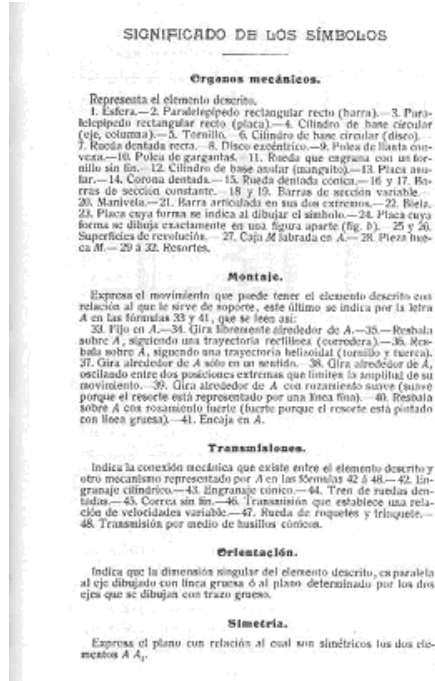 SIGNIFICADO DE LOS SÍMBOLOS
Organos mecánicos.
Representa el elemento descrito.
1. Esfera.—2. Paralelepípedo rectangular recto (barra).—3. Para-
lelepípedo rectangular recto (placa).—4. Cilindro de base circular
(eje, columna).—5. Tornillo.—6. Cilindro de base circular (disco).
7. Rueda dentada recta. 8. Disco excéntrico.—9. Polea de llanta con-
vexa.—10. Polea de gargantas. 11. Rueda que engrana con un tor-
nillo sin fin.—12. Cilindro de base anular (manguito).—13. Placa anu-
lar.—14. Corona dentada.—15. Rueda dentada cónica.—16 y 17. Ba-
rras de sección constante. 18 y 19. Barras de sección variable.
20. Manivela.—21. Barra articulada en sus dos extremos.—22. Biela.
23. Placa cuya forma se indica al dibujar el símbolo.—24. Placa cuya
forma se dibuja exactamente en una figura aparte (fig. b). 25 y 26.
Superficies de revolución.—27. Caja M labrada en A.—28. Pieza hue-
ca M.—29 á 32. Resortes.
Montaje.
Expresa el movimiento que puede tener el elemento descrito con
relación al que le sirve de soporte, este último se indica por la letra
A en las fórmulas 33 y 41, que se leen así:
33. Fijo en A.—34. Gira libremente alrededor de A.—35.—Resbala
sobre A, siguiendo una trayectoria rectilínea (corredera).—36. Res-
bala sobre A, siguendo una trayectoria helizoidal (tornillo y tuerca).
37. Gira alrededor de A sólo en un sentido. 38. Gira alrededor de A,
oscilando entre dos posiciones extremas que limites la amplitud de su
movimiento.—39. Gira alrededor de A con rozamiento suave (suave
porque el resorte está representado por una línea fina).—40. Resbala
sobre A con rozamiento fuerte (fuerte porque el resorte está pintado
con línea gruesa).—41. Encaja en A.
Transmisiones.
Indica la conexión mecánica que existe entre el elemento descrito y
otro mecanismo representado por A en las fórmulas 42 á 48.—42. En-
granaje cilíndrico.—43. Engranaje cónico.—44. Tren de ruedas den-
tadas.—45. Correa sin fin.—46. Transmisión que establece una rela-
ción de velocidades variable.—47. Rueda de roquetes y trinquete.—
48. Transmisión por medio de husillos cónicos.
Orientación.
Indica que la dimensión singular del elemento descrito, es paralela
al eje dibujado con línea gruesa ó al plano determinado por los dos
ejes que se dibujan con trazo grueso.
Simetría.
Expresa el plano con relación al cual son simétricos los dos ele-
mentos A A₁.